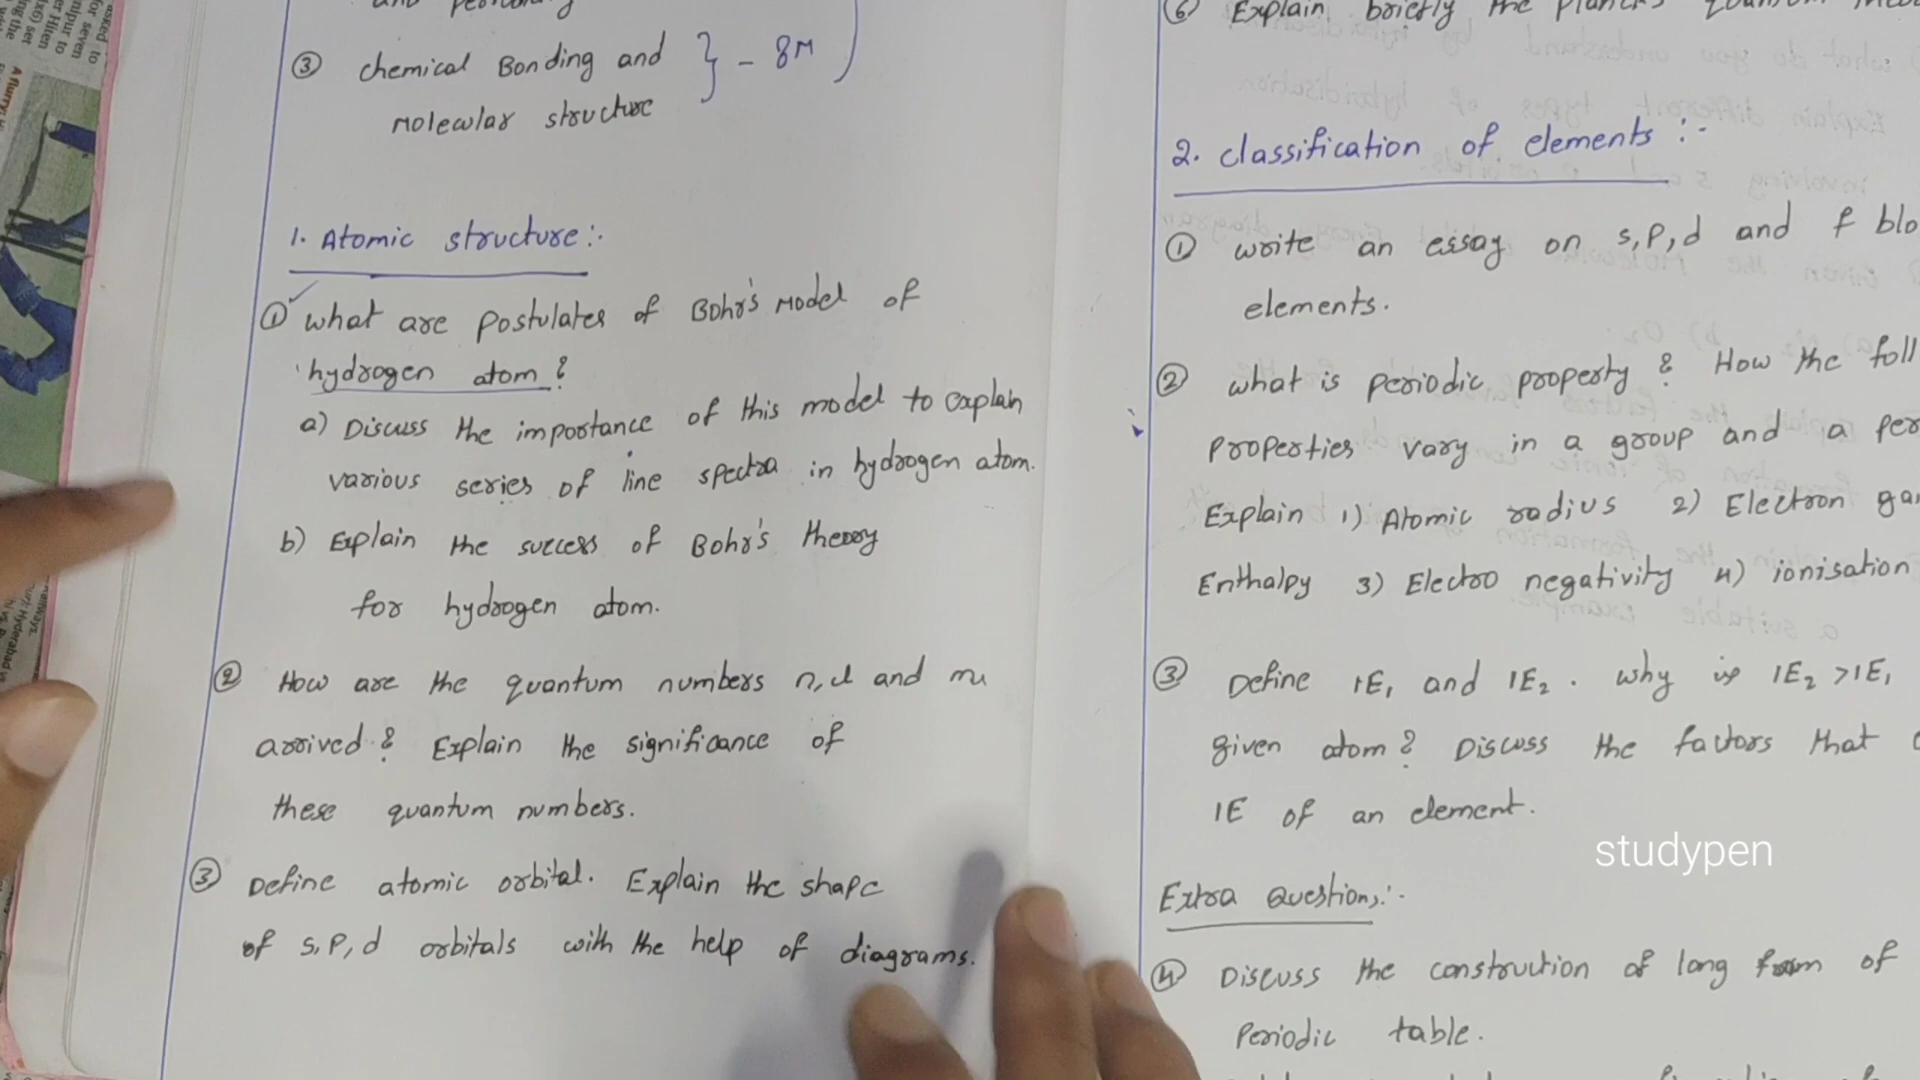 ③ chemical Bonding and } - 8M
molecular structure
1. Atomic structure:-
① what are postulates of Bohr's Model of
hydrogen atom?
a) Discuss the importance of this model to explain
various series of line spectra in hydrogen atom.
b) Explain the success of Bohr's theory
for hydrogen atom.
② How are the quantum numbers n, l and ml
arrived? Explain the significance of
these quantum numbers.
③ Define atomic orbital. Explain the shape
of s, p, d orbitals with the help of diagrams.
⑥ Explain briefly the Planck's quantum
2. classification of elements:-
① write an essay on s, p, d and f blo
elements.
② what is periodic property? How the foll
properties vary in a group and a per
Explain 1) Atomic radius 2) Electron gai
Enthalpy 3) Electro negativity 4) ionisation
③ Define IE₁ and IE₂. why is IE₂ > IE₁
given atom? Discuss the factors that
IE of an element.
Extra Questions:-
④ Discuss the construction of long form of
Periodic table.
studypen